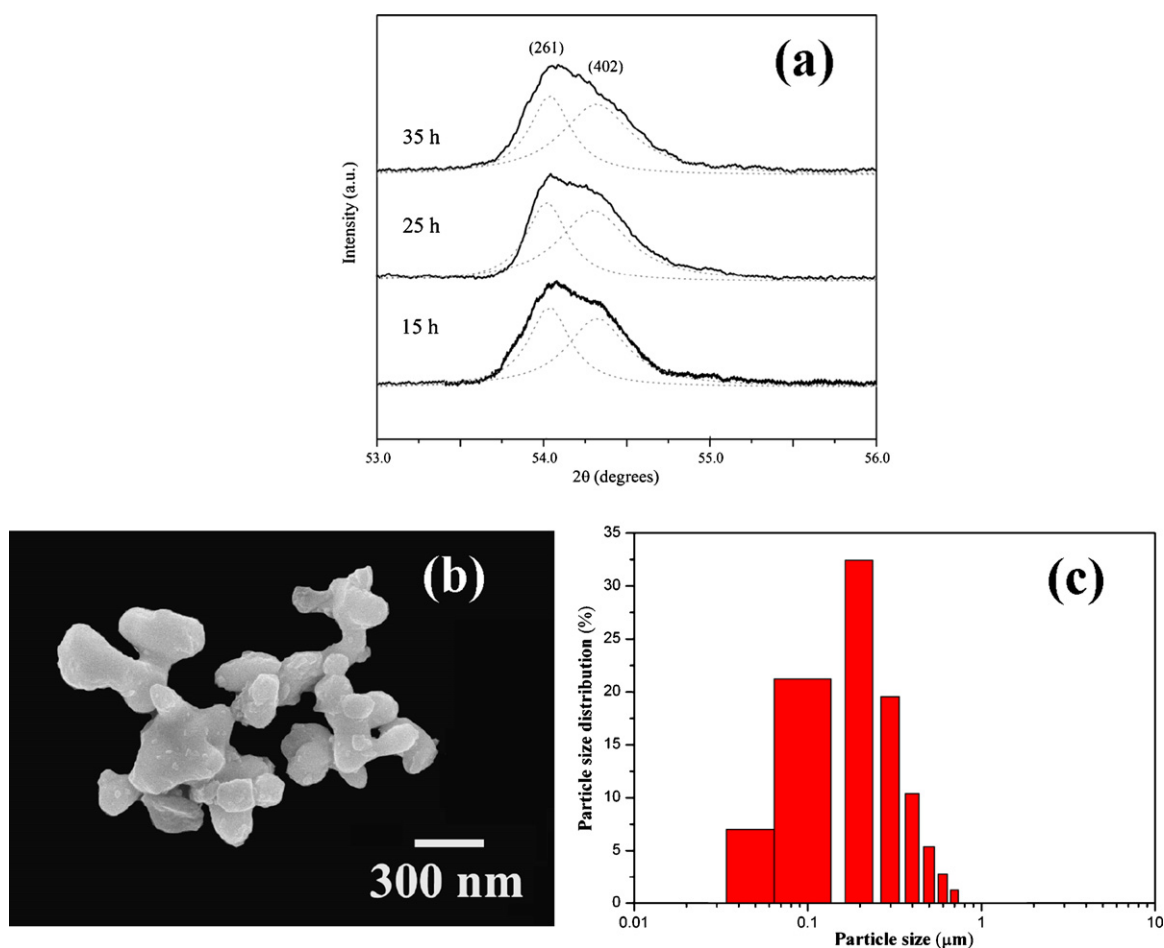 (a)
(261)
(402)
35 h
25 h
15 h
Intensity (a.u.)
53.0 54.0 55.0 56.0
2θ (degrees)
(b)
300 nm
(c)
35
30
25
20
15
10
5
0
Particle size distribution (%)
0.01 0.1 1 10
Particle size (μm)